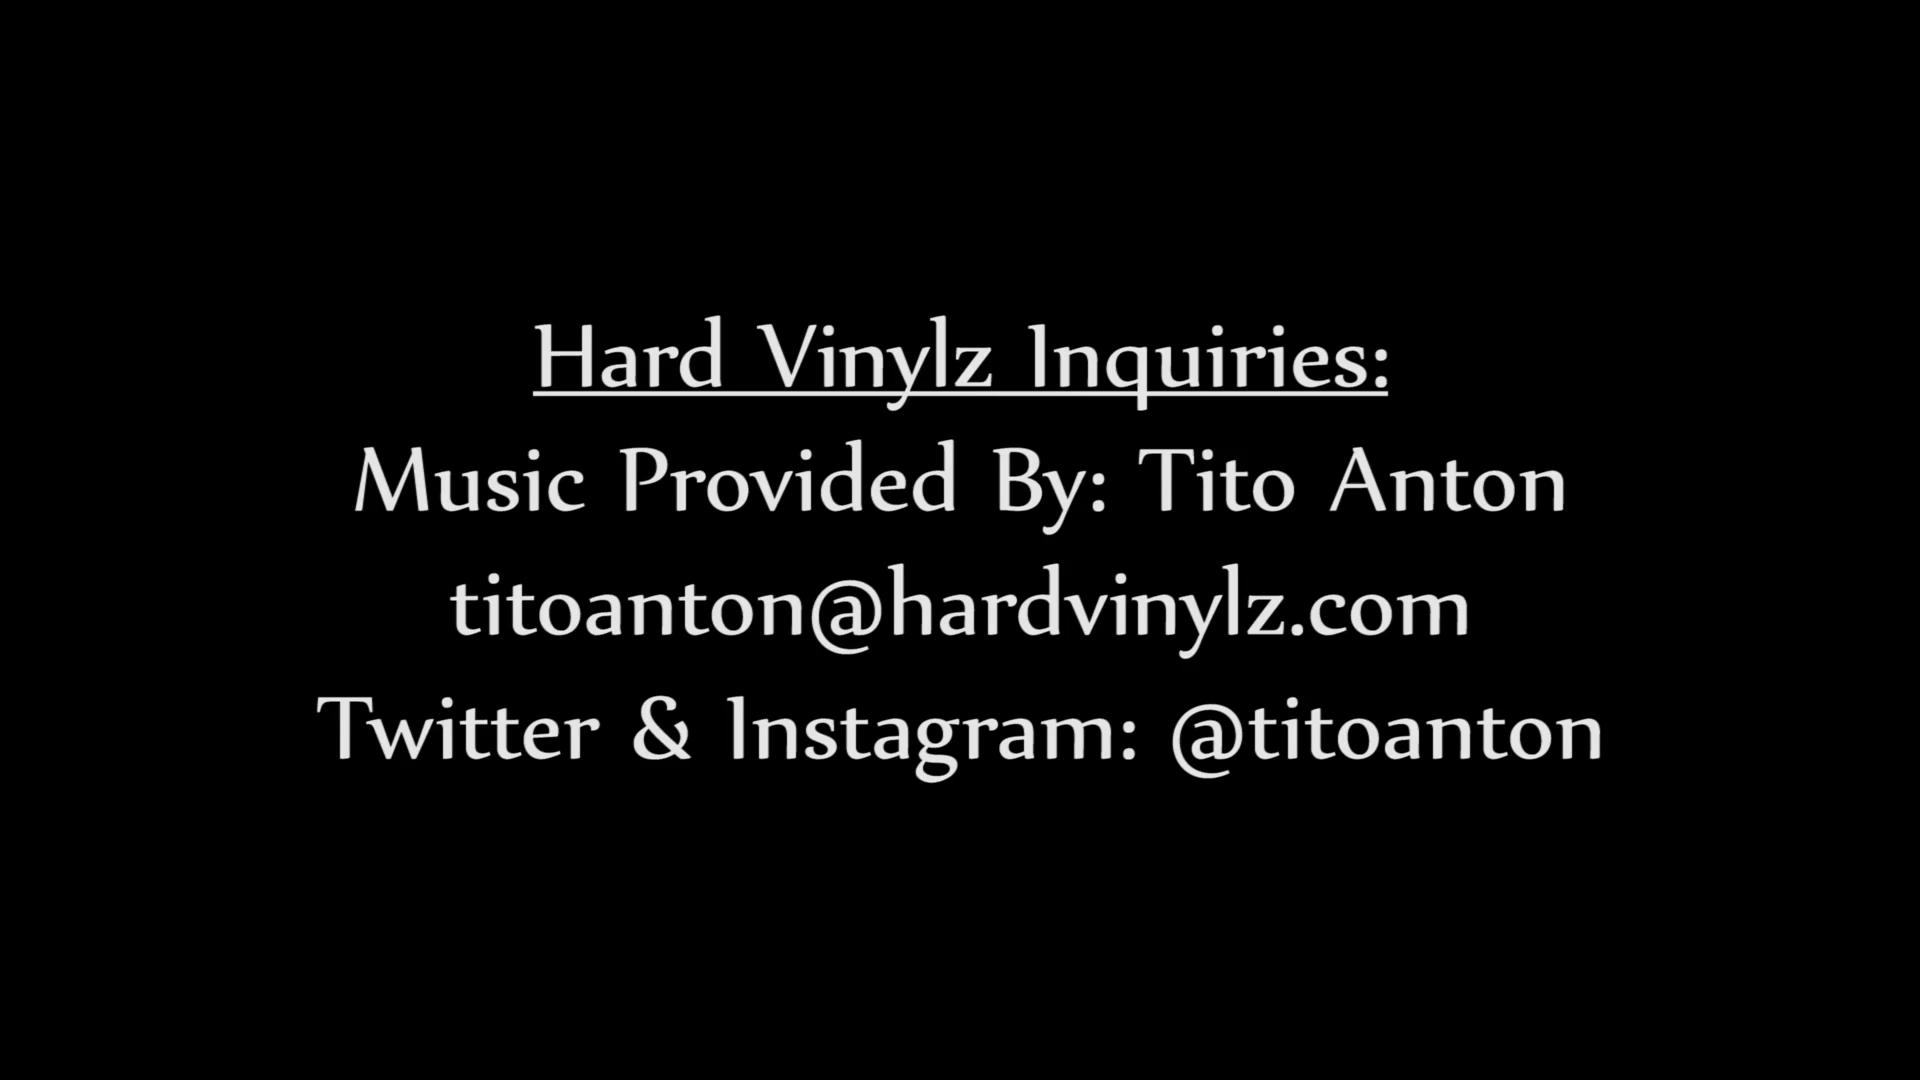 Hard Vinylz Inquiries:
Music Provided By: Tito Anton
titoanton@hardvinylz.com
Twitter & Instagram: @titoanton